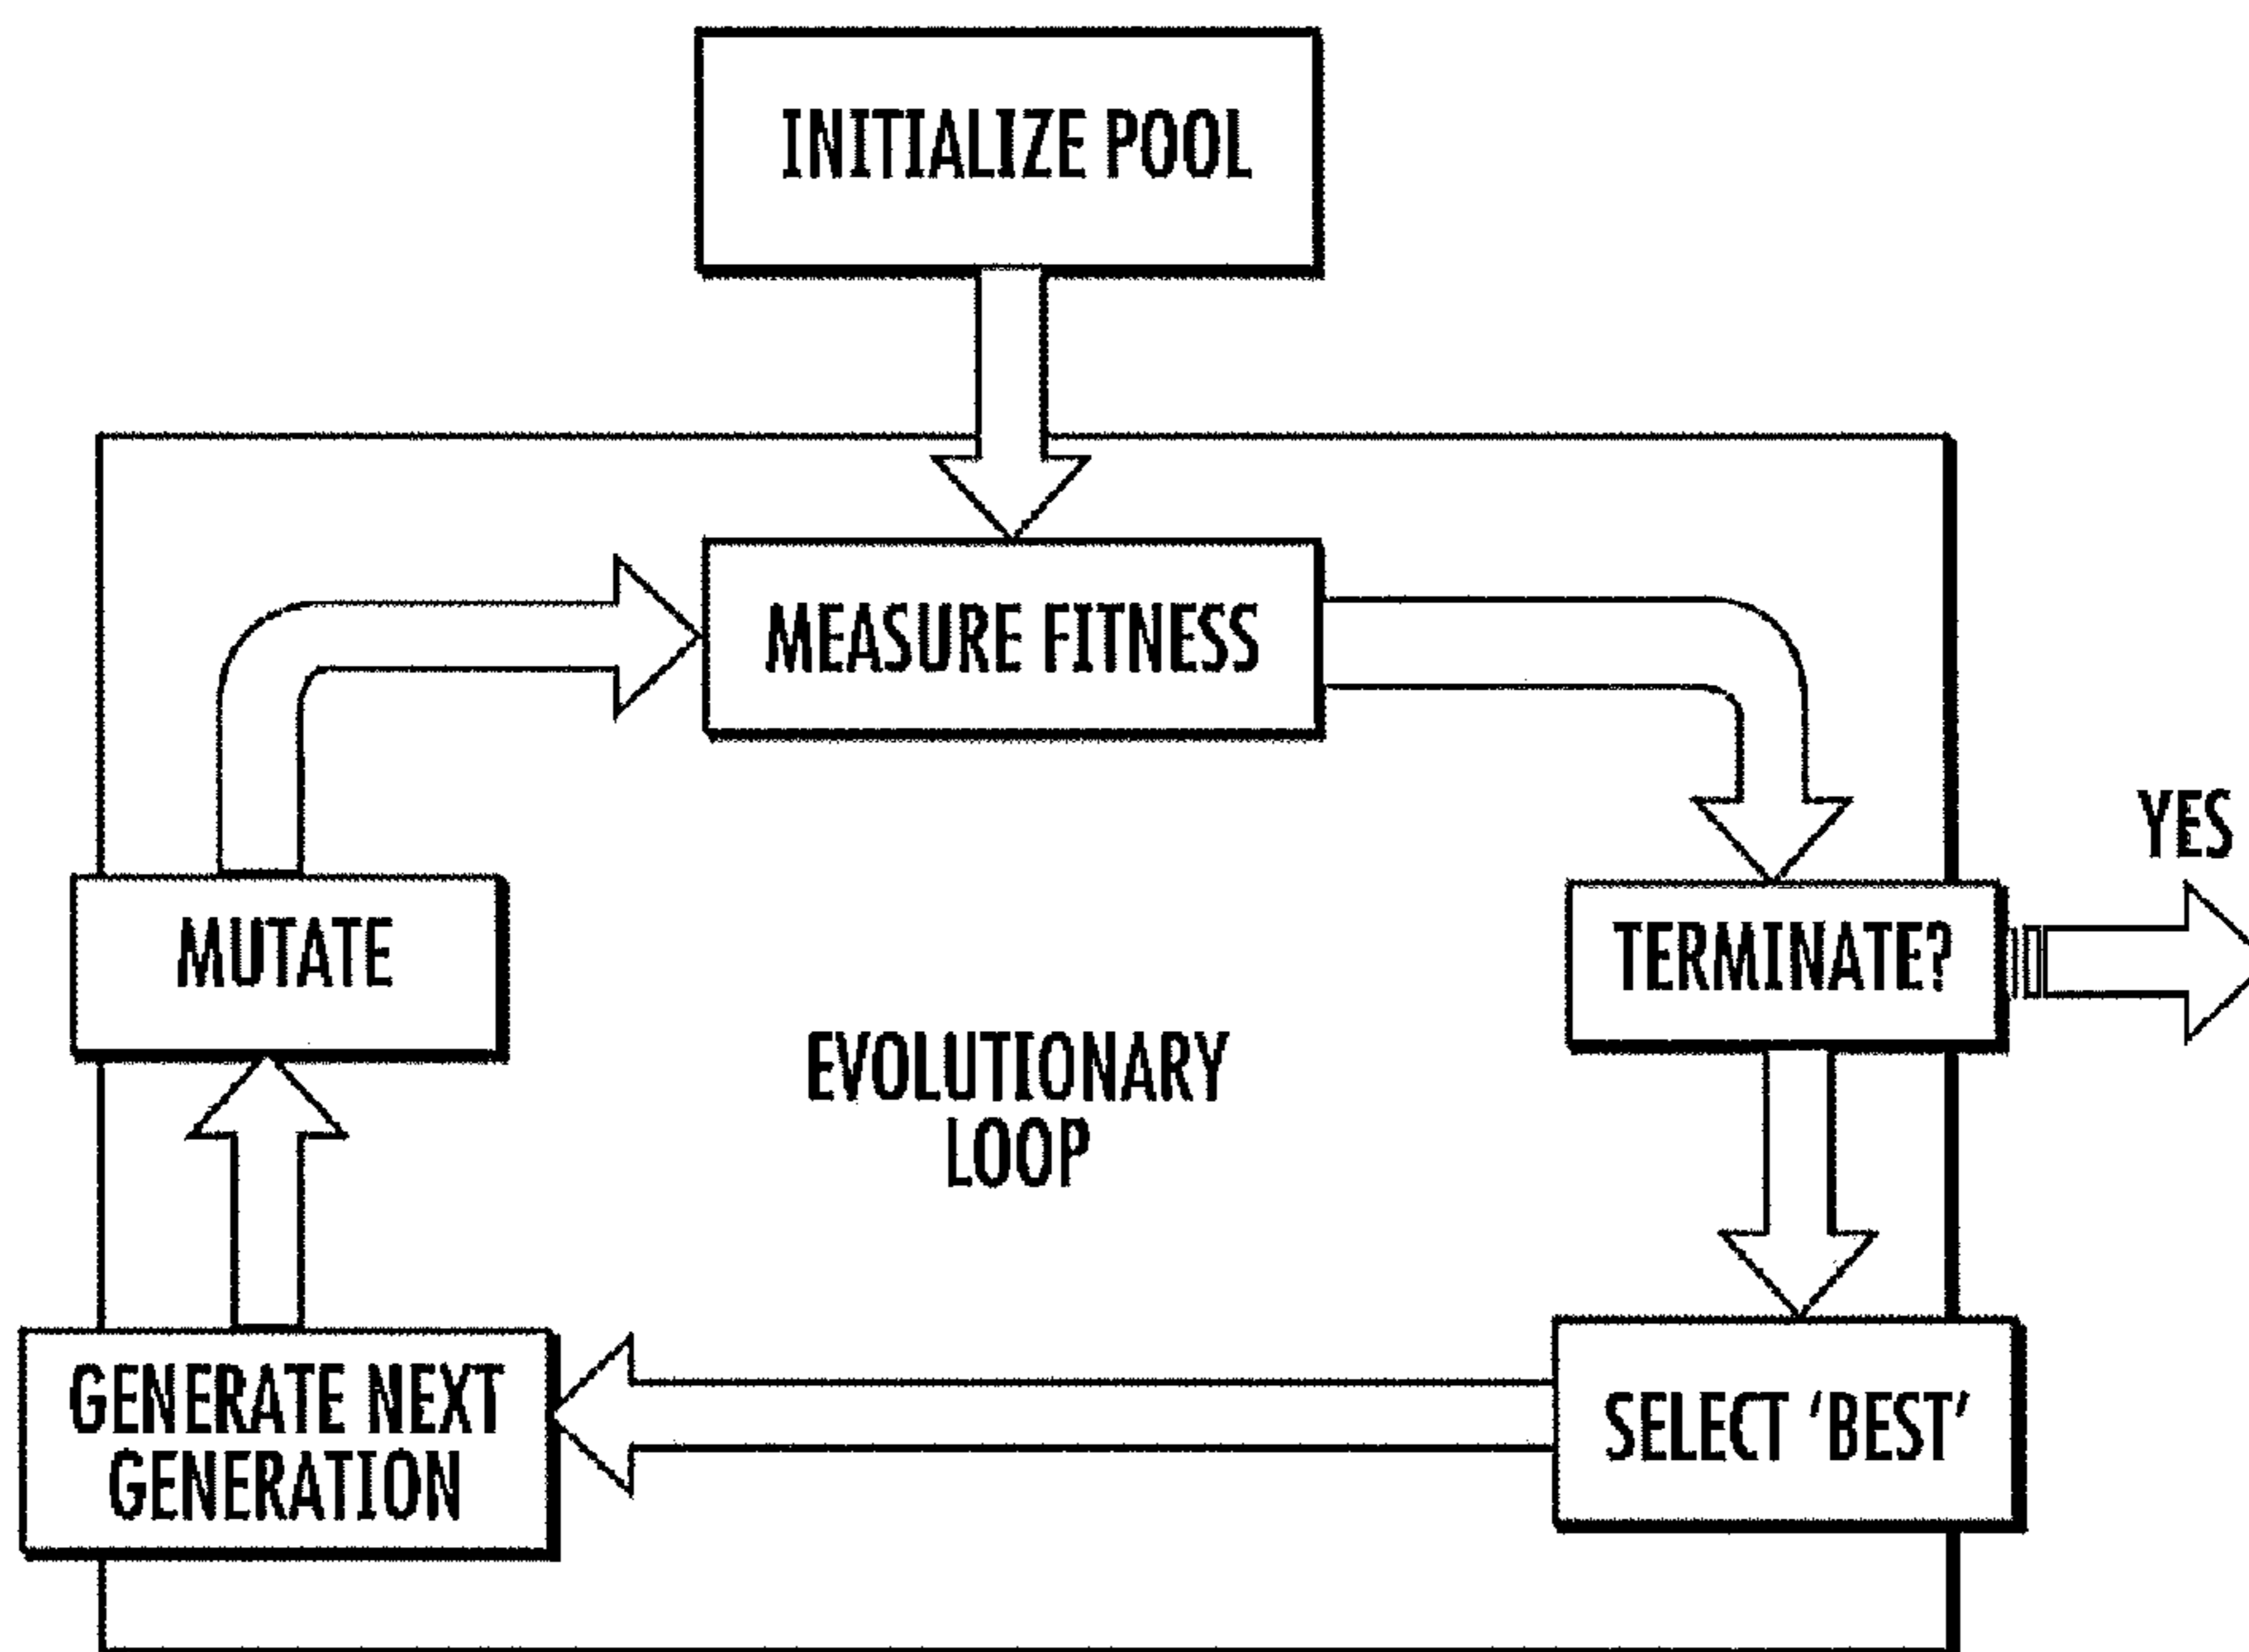 INITIALIZE POOL
MEASURE FITNESS
YES
MUTATE
TERMINATE?
EVOLUTIONARY
LOOP
GENERATE NEXT
GENERATION
SELECT 'BEST'